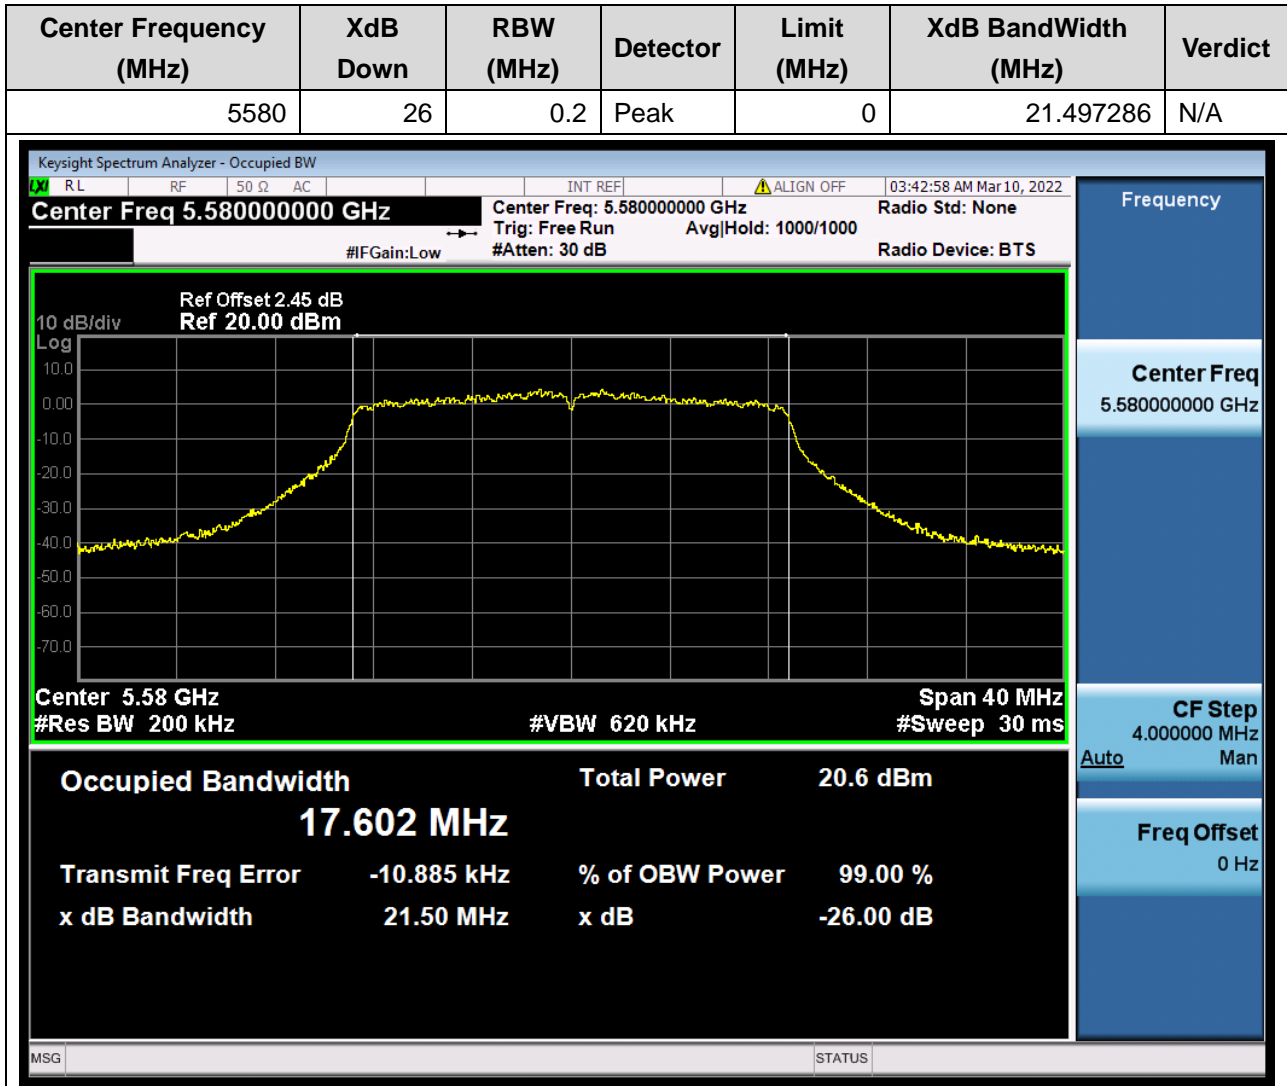 Center Frequency (MHz) XdB Down RBW (MHz) Detector Limit (MHz) XdB BandWidth (MHz) Verdict
5580 26 0.2 Peak 0 21.497286 N/A
Keysight Spectrum Analyzer - Occupied BW
LXI RL RF 50 Ω AC INT REF ALIGN OFF 03:42:58 AM Mar 10, 2022
Center Freq 5.580000000 GHz Center Freq: 5.580000000 GHz Radio Std: None
Trig: Free Run Avg|Hold: 1000/1000
#IFGain:Low #Atten: 30 dB Radio Device: BTS
Ref Offset 2.45 dB
10 dB/div Ref 20.00 dBm
Log
10.0
0.00
-10.0
-20.0
-30.0
-40.0
-50.0
-60.0
-70.0
Center 5.58 GHz Span 40 MHz
#Res BW 200 kHz #VBW 620 kHz #Sweep 30 ms
Occupied Bandwidth Total Power 20.6 dBm
17.602 MHz
Transmit Freq Error -10.885 kHz % of OBW Power 99.00 %
x dB Bandwidth 21.50 MHz x dB -26.00 dB
Frequency
Center Freq
5.580000000 GHz
CF Step
4.000000 MHz
Auto Man
Freq Offset
0 Hz
MSG STATUS